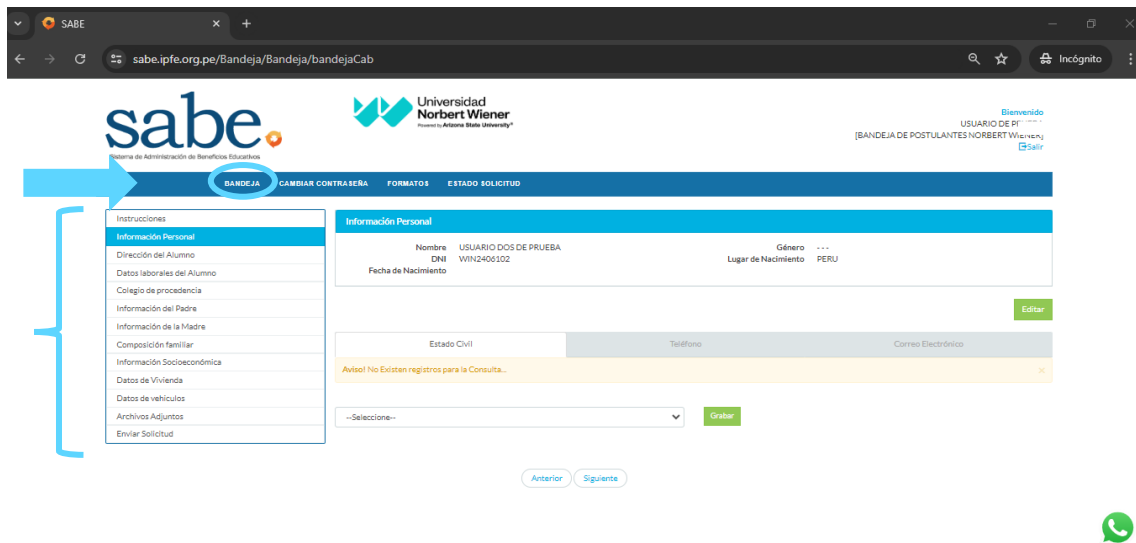 SABE
sabe.ipfe.org.pe/Bandeja/Bandeja/bandejaCab
Incógnito
sabe
Sistema de Administración de Beneficios Educativos
Universidad
Norbert Wiener
Powered by Arizona State University®
Bienvenido
USUARIO DE
[BANDEJA DE POSTULANTES NORBERT WIENER]
Salir
BANDEJA CAMBIAR CONTRASEÑA FORMATOS ESTADO SOLICITUD
Instrucciones
Información Personal
Dirección del Alumno
Datos laborales del Alumno
Colegio de procedencia
Información del Padre
Información de la Madre
Composición familiar
Información Socioeconómica
Datos de Vivienda
Datos de vehiculos
Archivos Adjuntos
Enviar Solicitud
Información Personal
Nombre USUARIO DOS DE PRUEBA Género ---
DNI WIN2406102 Lugar de Nacimiento PERU
Fecha de Nacimiento
Editar
Estado Civil Teléfono Correo Electrónico
Aviso! No Existen registros para la Consulta...
--Seleccione-- Grabar
Anterior Siguiente